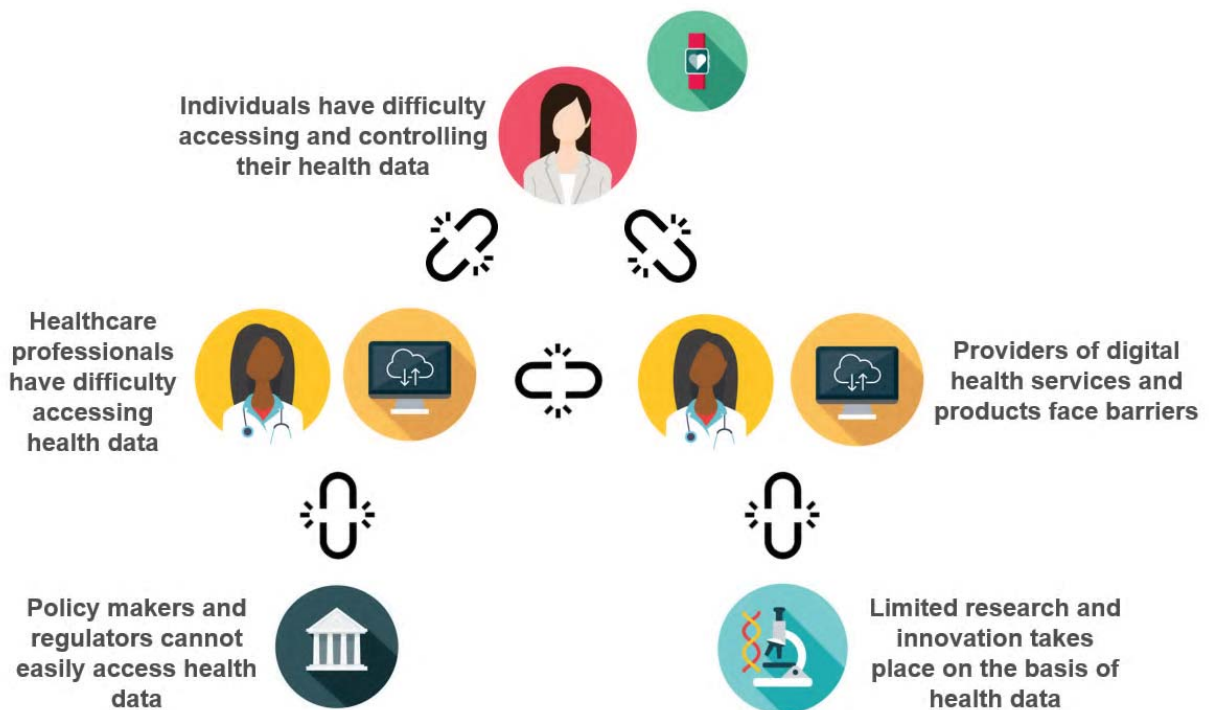 Individuals have difficulty
accessing and controlling
their health data
Healthcare
professionals
have difficulty
accessing
health data
Providers of digital
health services and
products face barriers
Policy makers and
regulators cannot
easily access health
data
Limited research and
innovation takes
place on the basis of
health data